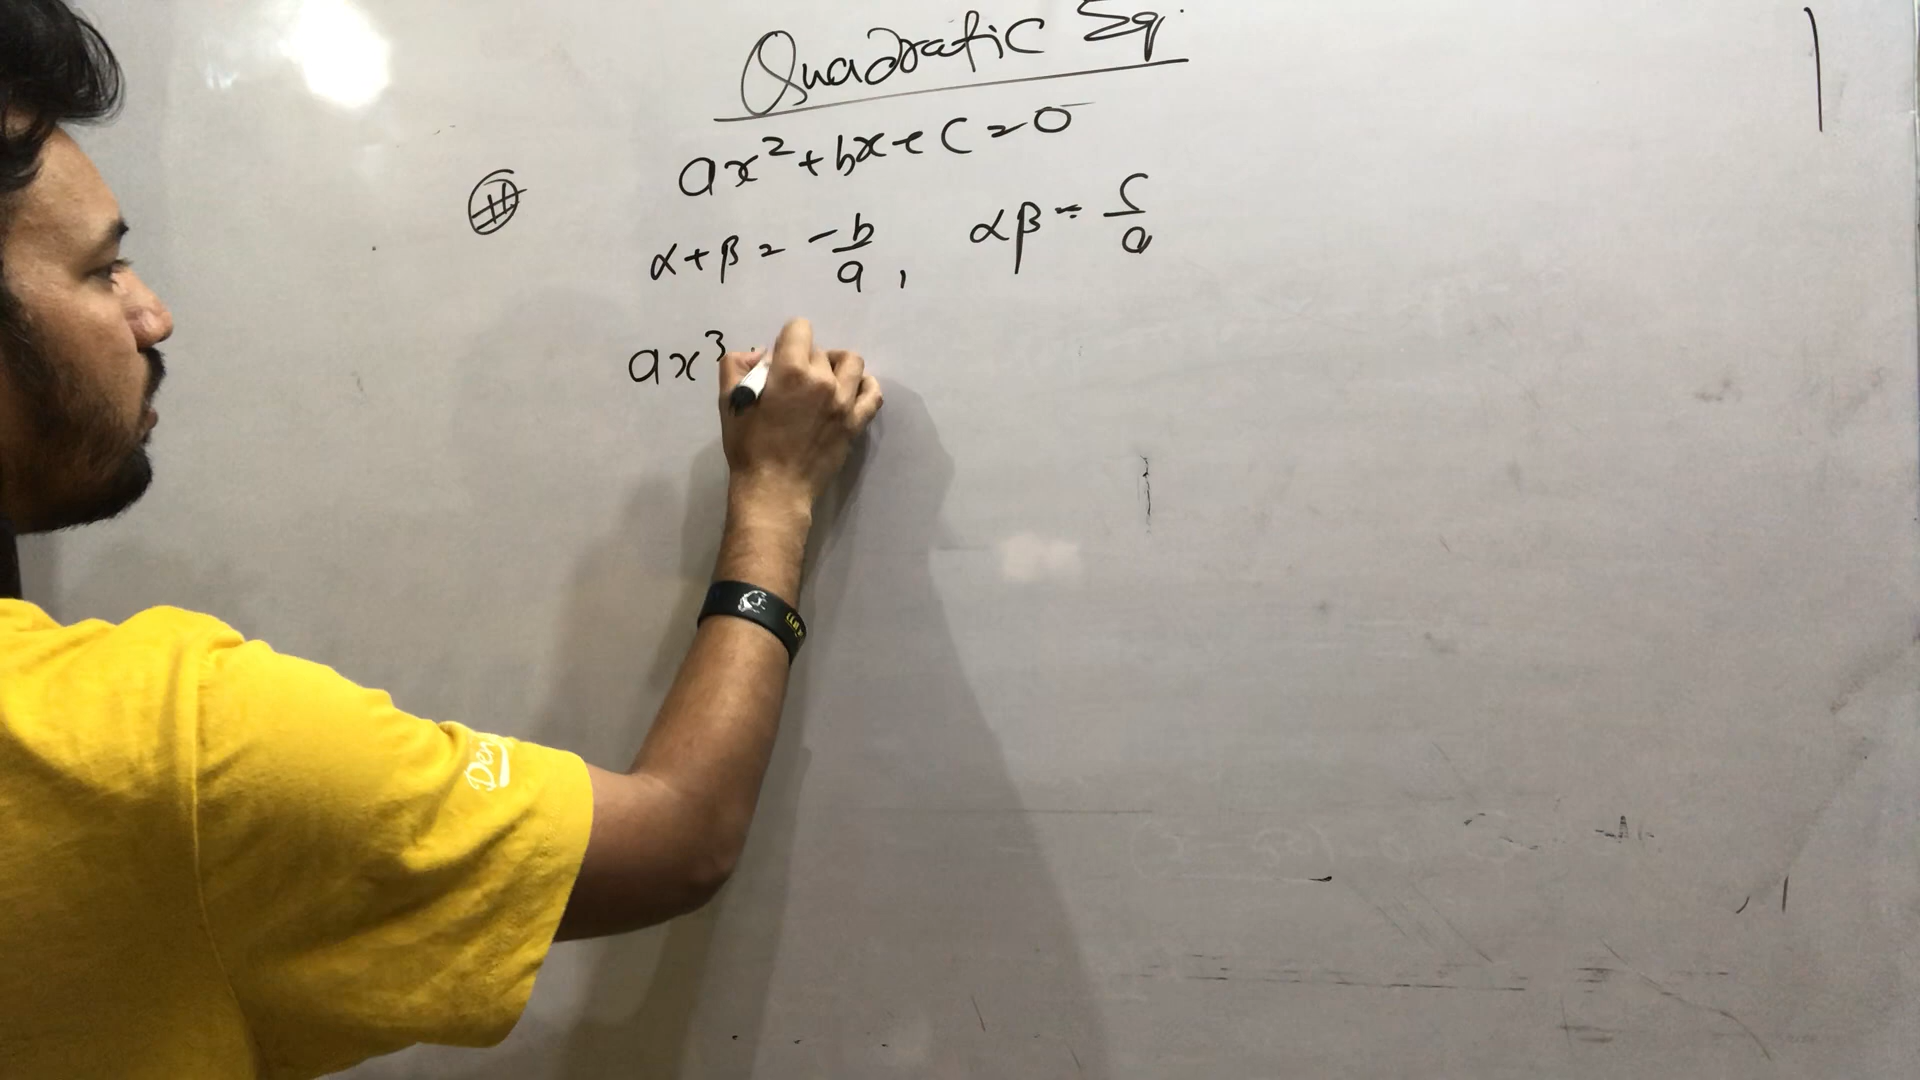 Quadratic Eq.
ax² + bx + c = 0
α + β = -b/a, αβ = c/a
ax³